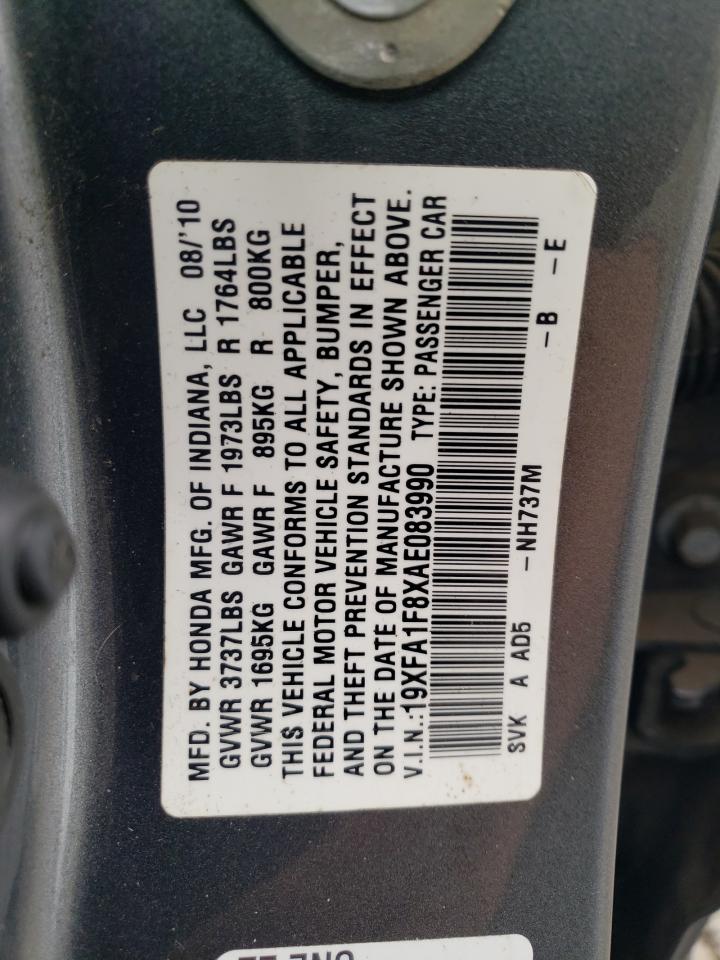 MFD. BY HONDA MFG. OF INDIANA, LLC 08/'10
GVWR 3737LBS GAWR F 1973LBS R 1764LBS
GVWR 1695KG GAWR F 895KG R 800KG
THIS VEHICLE CONFORMS TO ALL APPLICABLE
FEDERAL MOTOR VEHICLE SAFETY, BUMPER,
AND THEFT PREVENTION STANDARDS IN EFFECT
ON THE DATE OF MANUFACTURE SHOWN ABOVE.
V.I.N.:19XFA1F8XAE083990 TYPE: PASSENGER CAR
SVK A AD5 –NH737M –B –E